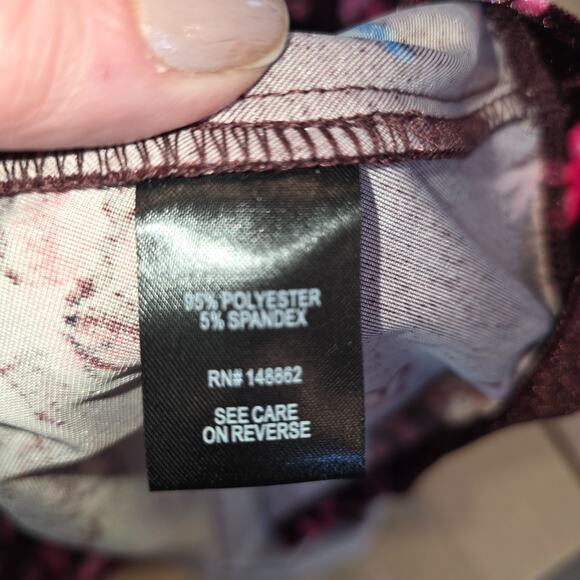 95% POLYESTER
5% SPANDEX
RN# 148862
SEE CARE
ON REVERSE